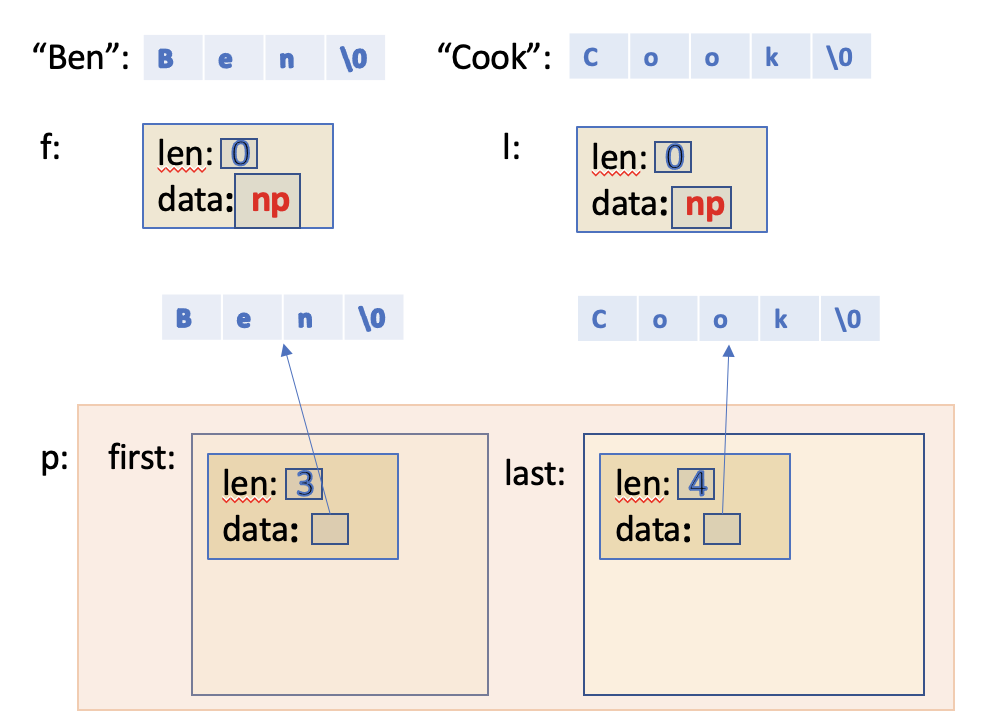 “Ben”: B e n \0 “Cook”: C o o k \0
f: len: 0 l: len: 0
data: np data: np
B e n \0 C o o k \0
p: first: len: 3 last: len: 4
data: data: